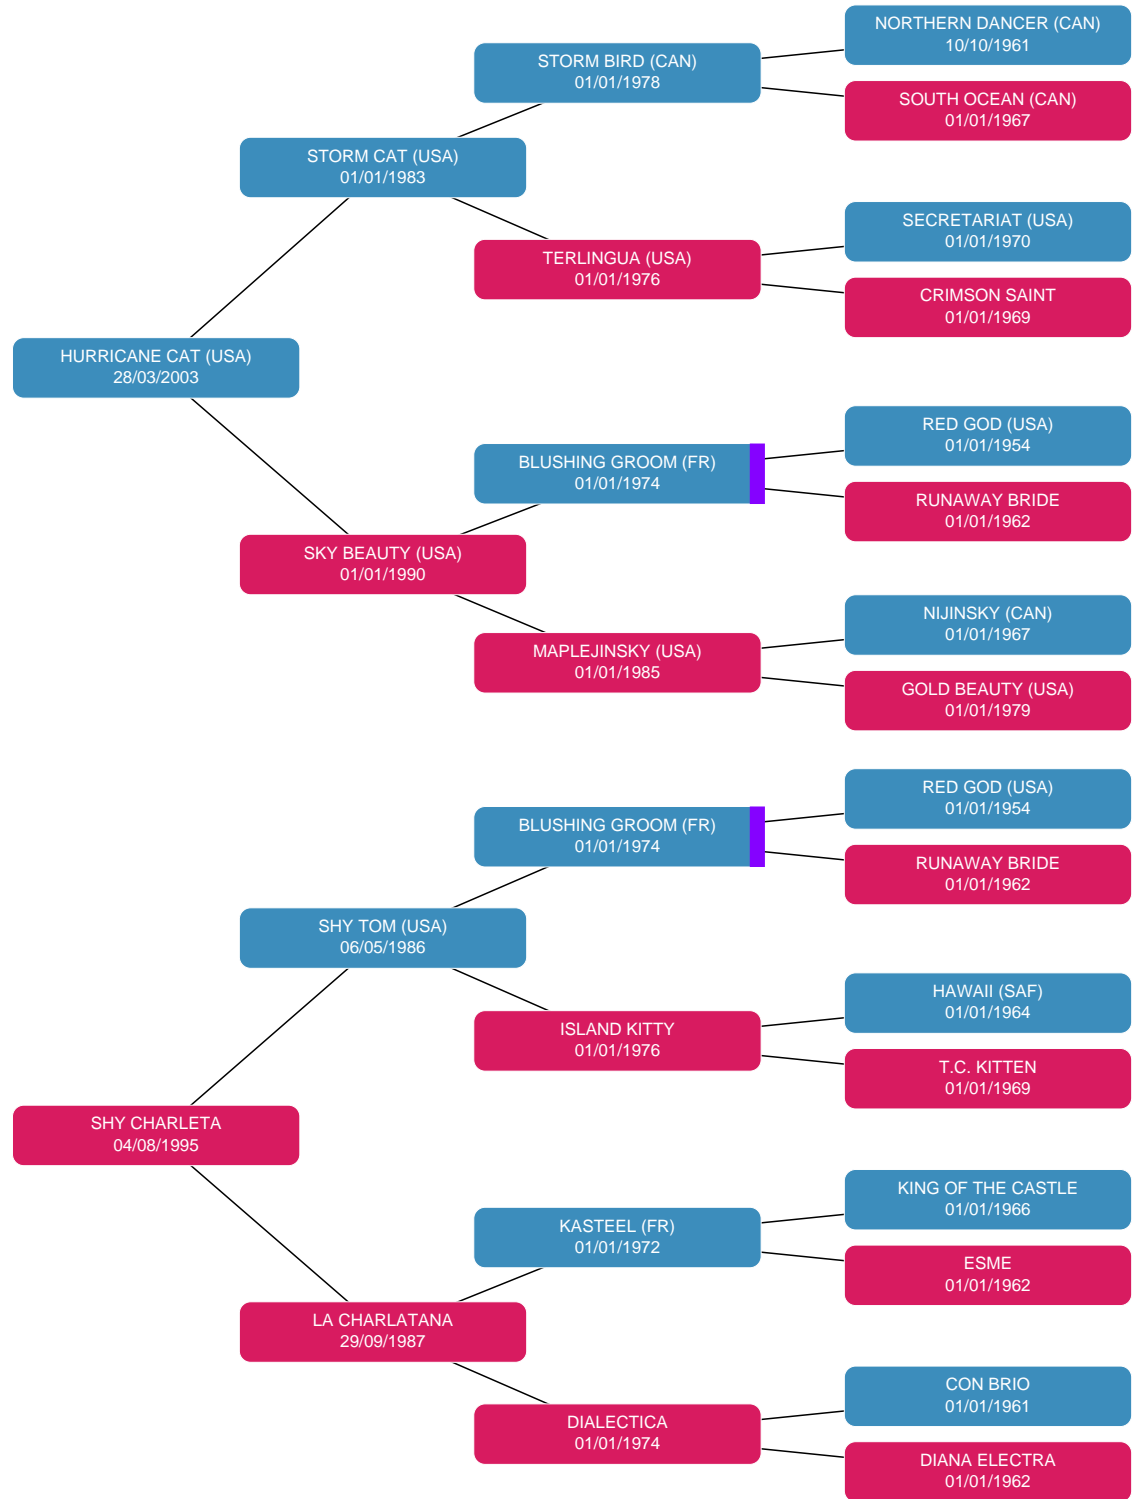 NORTHERN DANCER (CAN)
10/10/1961
STORM BIRD (CAN)
01/01/1978
SOUTH OCEAN (CAN)
01/01/1967
STORM CAT (USA)
01/01/1983
SECRETARIAT (USA)
01/01/1970
TERLINGUA (USA)
01/01/1976
CRIMSON SAINT
01/01/1969
HURRICANE CAT (USA)
28/03/2003
RED GOD (USA)
01/01/1954
BLUSHING GROOM (FR)
01/01/1974
RUNAWAY BRIDE
01/01/1962
SKY BEAUTY (USA)
01/01/1990
NIJINSKY (CAN)
01/01/1967
MAPLEJINSKY (USA)
01/01/1985
GOLD BEAUTY (USA)
01/01/1979
RED GOD (USA)
01/01/1954
BLUSHING GROOM (FR)
01/01/1974
RUNAWAY BRIDE
01/01/1962
SHY TOM (USA)
06/05/1986
HAWAII (SAF)
01/01/1964
ISLAND KITTY
01/01/1976
T.C. KITTEN
01/01/1969
SHY CHARLETA
04/08/1995
KING OF THE CASTLE
01/01/1966
KASTEEL (FR)
01/01/1972
ESME
01/01/1962
LA CHARLATANA
29/09/1987
CON BRIO
01/01/1961
DIALECTICA
01/01/1974
DIANA ELECTRA
01/01/1962